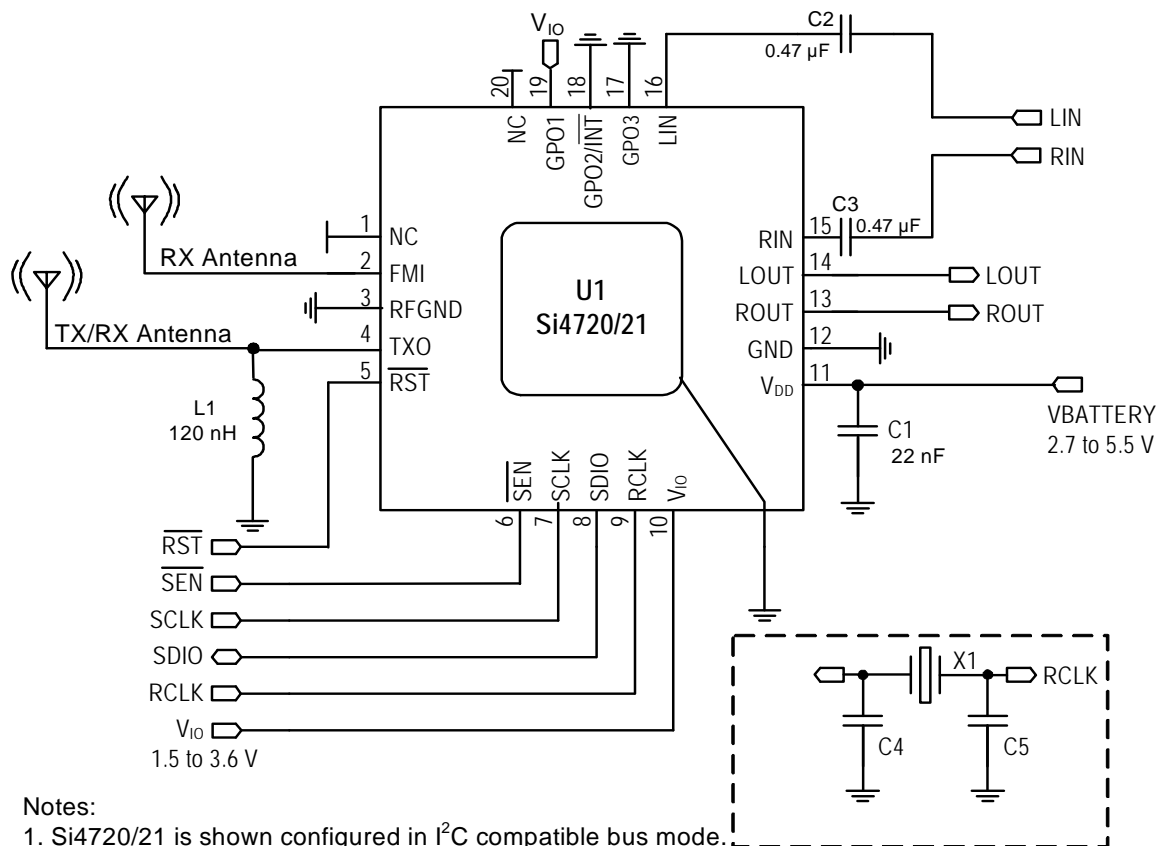 V_IO
C2
0.47 µF
20
19
18
17
16
NC
GPO1
GPO2/INT
GPO3
LIN
LIN
RIN
C3
0.47 µF
1
NC
RX Antenna
2
FMI
3
RFGND
TX/RX Antenna
4
TXO
5
RST
L1
120 nH
U1
Si4720/21
RIN
15
LOUT
14
LOUT
ROUT
13
ROUT
GND
12
V_DD
11
VBATTERY
2.7 to 5.5 V
C1
22 nF
SEN
SCLK
SDIO
RCLK
V_IO
6
7
8
9
10
RST
SEN
SCLK
SDIO
RCLK
V_IO
1.5 to 3.6 V
X1
RCLK
C4
C5
Notes:
1. Si4720/21 is shown configured in I²C compatible bus mode.